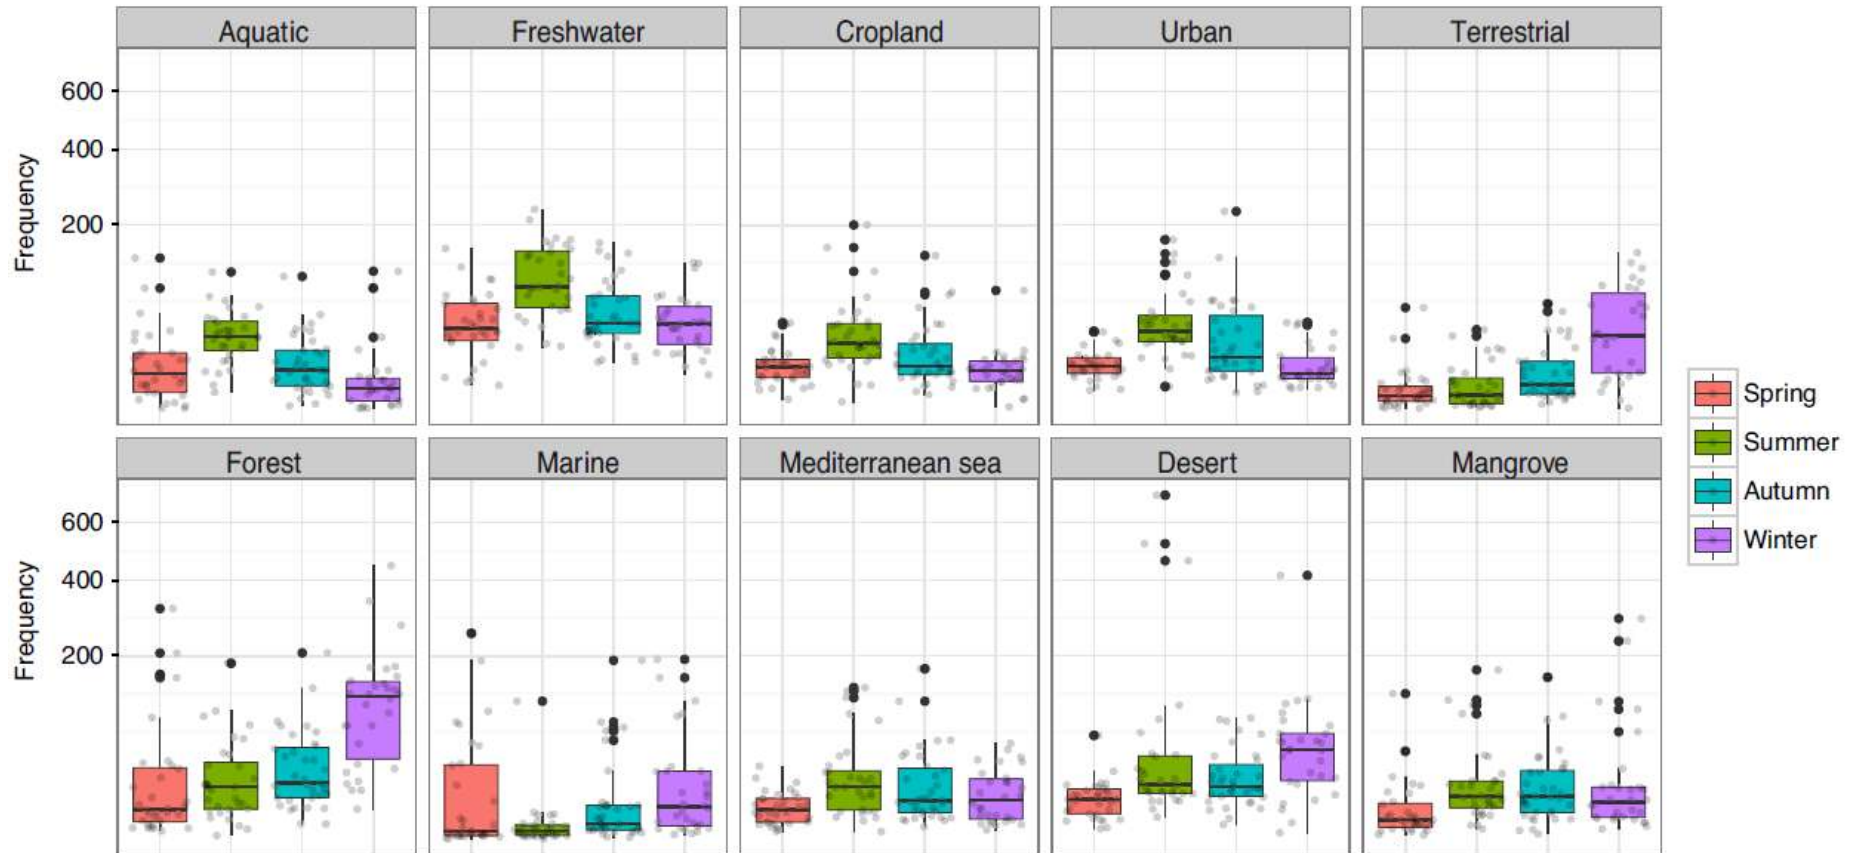 Aquatic
Freshwater
Cropland
Urban
Terrestrial
Frequency
600
400
200
Forest
Marine
Mediterranean sea
Desert
Mangrove
Frequency
600
400
200
Spring
Summer
Autumn
Winter